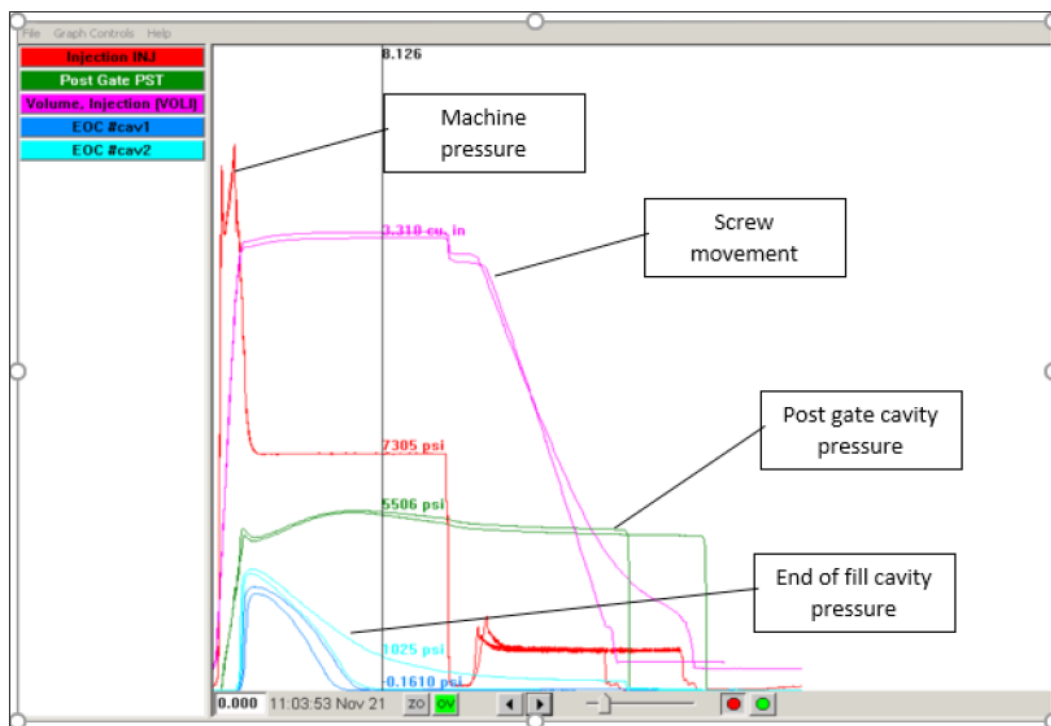 File Graph Controls Help
Injection INJ
Post Gate PST
Volume, Injection (VOLI)
EOC #cav1
EOC #cav2
8.126
Machine
pressure
3.318 cu. in
Screw
movement
7305 psi
5506 psi
Post gate cavity
pressure
End of fill cavity
pressure
1025 psi
-0.1610 psi
0.000 11:03:53 Nov 21 ZO OV